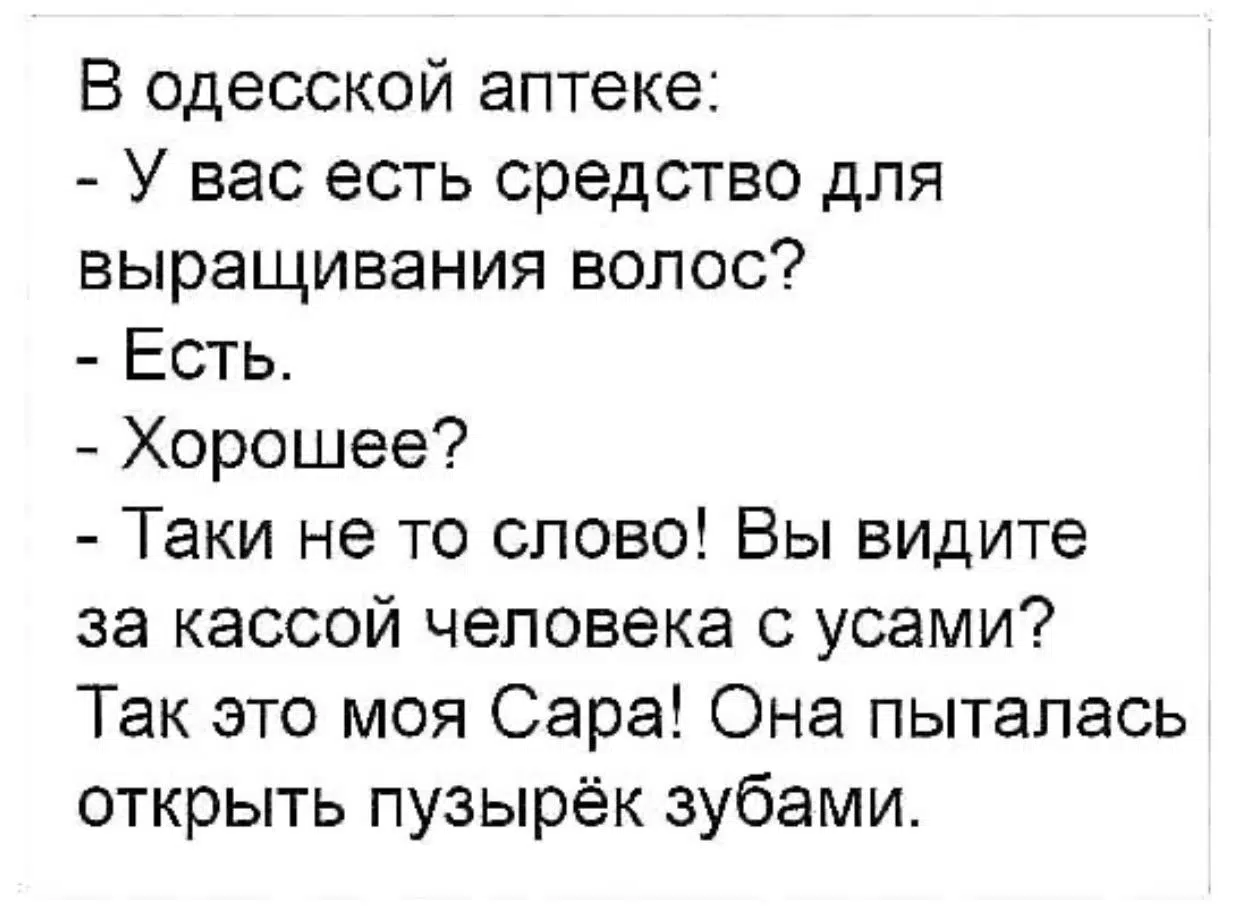 В одесской аптеке:
- У вас есть средство для
выращивания волос?
- Есть.
- Хорошее?
- Таки не то слово! Вы видите
за кассой человека с усами?
Так это моя Сара! Она пыталась
открыть пузырёк зубами.